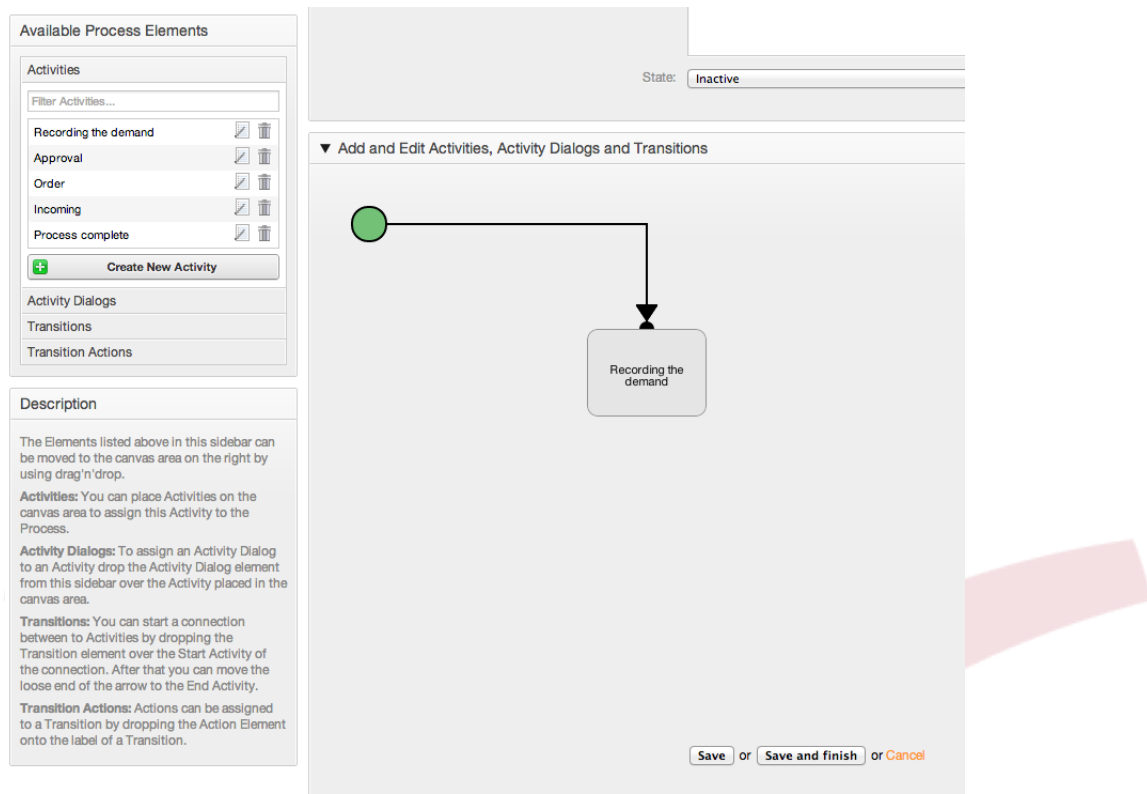 Available Process Elements
Activities
Filter Activities...
Recording the demand
Approval
Order
Incoming
Process complete
Create New Activity
Activity Dialogs
Transitions
Transition Actions
Description
The Elements listed above in this sidebar can
be moved to the canvas area on the right by
using drag'n'drop.
Activities: You can place Activities on the
canvas area to assign this Activity to the
Process.
Activity Dialogs: To assign an Activity Dialog
to an Activity drop the Activity Dialog element
from this sidebar over the Activity placed in the
canvas area.
Transitions: You can start a connection
between to Activities by dropping the
Transition element over the Start Activity of
the connection. After that you can move the
loose end of the arrow to the End Activity.
Transition Actions: Actions can be assigned
to a Transition by dropping the Action Element
onto the label of a Transition.
State: Inactive
▼ Add and Edit Activities, Activity Dialogs and Transitions
Recording the
demand
Save or Save and finish or Cancel